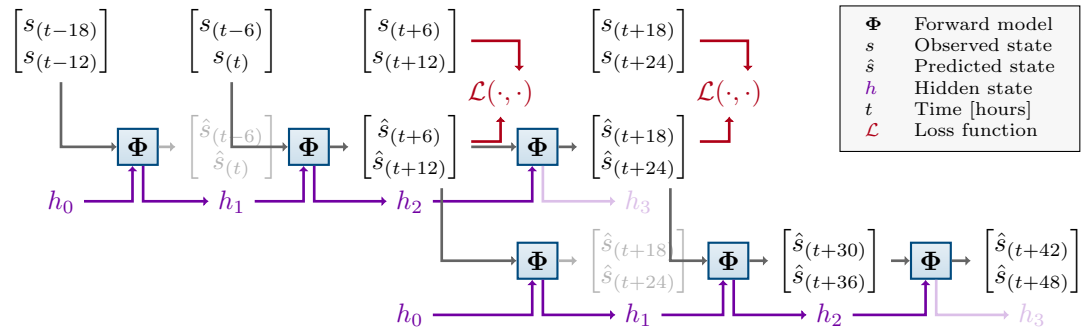 [s₍t−18₎ s₍t−12₎] [s₍t−6₎ s₍t₎] [s₍t+6₎ s₍t+12₎] [s₍t+18₎ s₍t+24₎]
ℒ(·, ·) ℒ(·, ·)
Φ [ŝ₍t−6₎ ŝ₍t₎] Φ [ŝ₍t+6₎ ŝ₍t+12₎] Φ [ŝ₍t+18₎ ŝ₍t+24₎]
h₀ h₁ h₂ h₃
Φ [ŝ₍t+18₎ ŝ₍t+24₎] Φ [ŝ₍t+30₎ ŝ₍t+36₎] Φ [ŝ₍t+42₎ ŝ₍t+48₎]
h₀ h₁ h₂ h₃
Φ Forward model
s Observed state
ŝ Predicted state
h Hidden state
t Time [hours]
ℒ Loss function